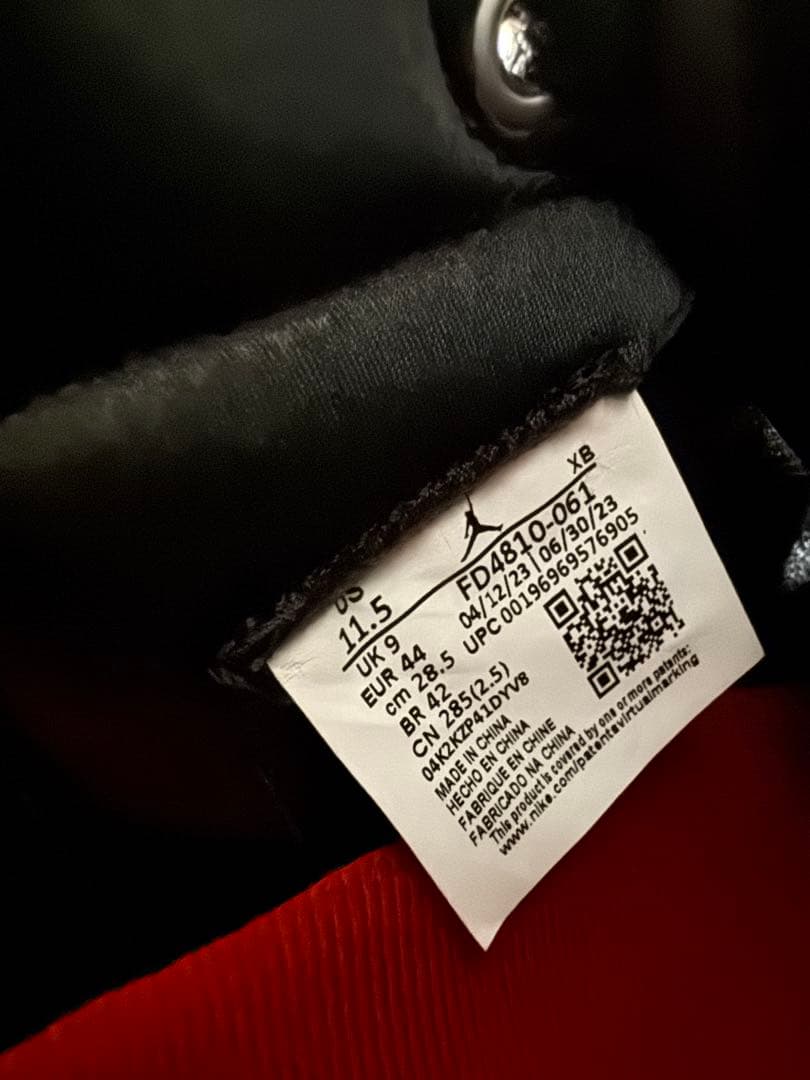 XB
US
11.5
UK 9
EUR 44
cm 28.5
BR 42
CN 285(2.5)
FD4810-061
04/12/23 | 06/30/23
UPC 00196969576905
04K2KZP41DYV8
MADE IN CHINA
HECHO EN CHINA
FABRIQUE EN CHINE
FABRICADO NA CHINA
This product is covered by one or more patents:
www.nike.com/patentsvirtualmarking